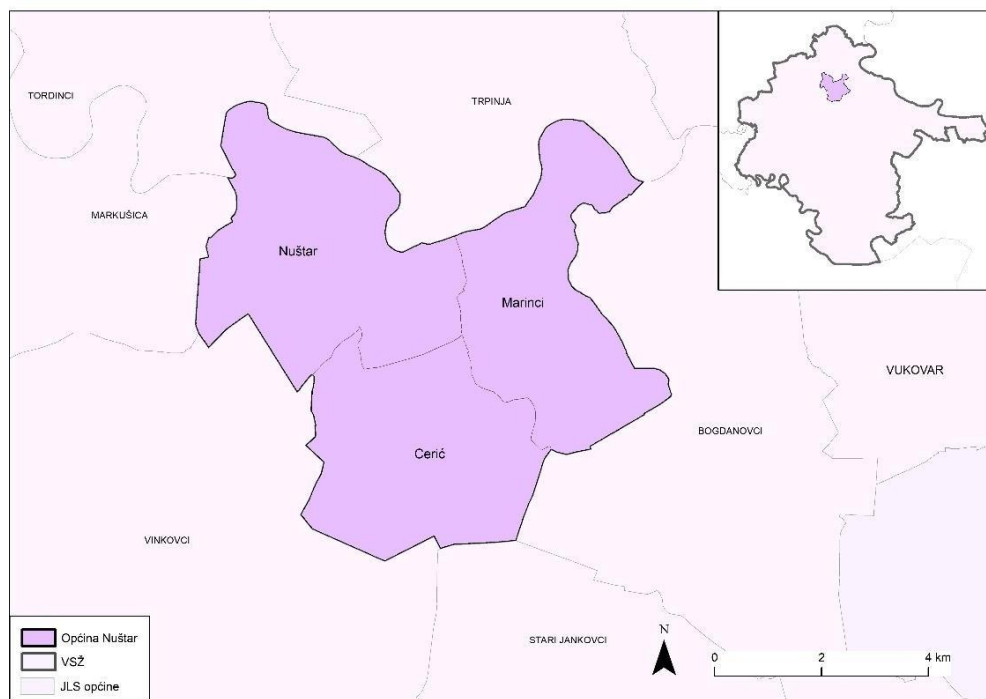 TORDINCI
TRPINJA
MARKUŠICA
Nuštar
Marinci
VUKOVAR
BOGDANOVCI
Cerić
VINKOVCI
STARI JANKOVCI
Općina Nuštar
VSŽ
JLS općine
N
0 2 4 km